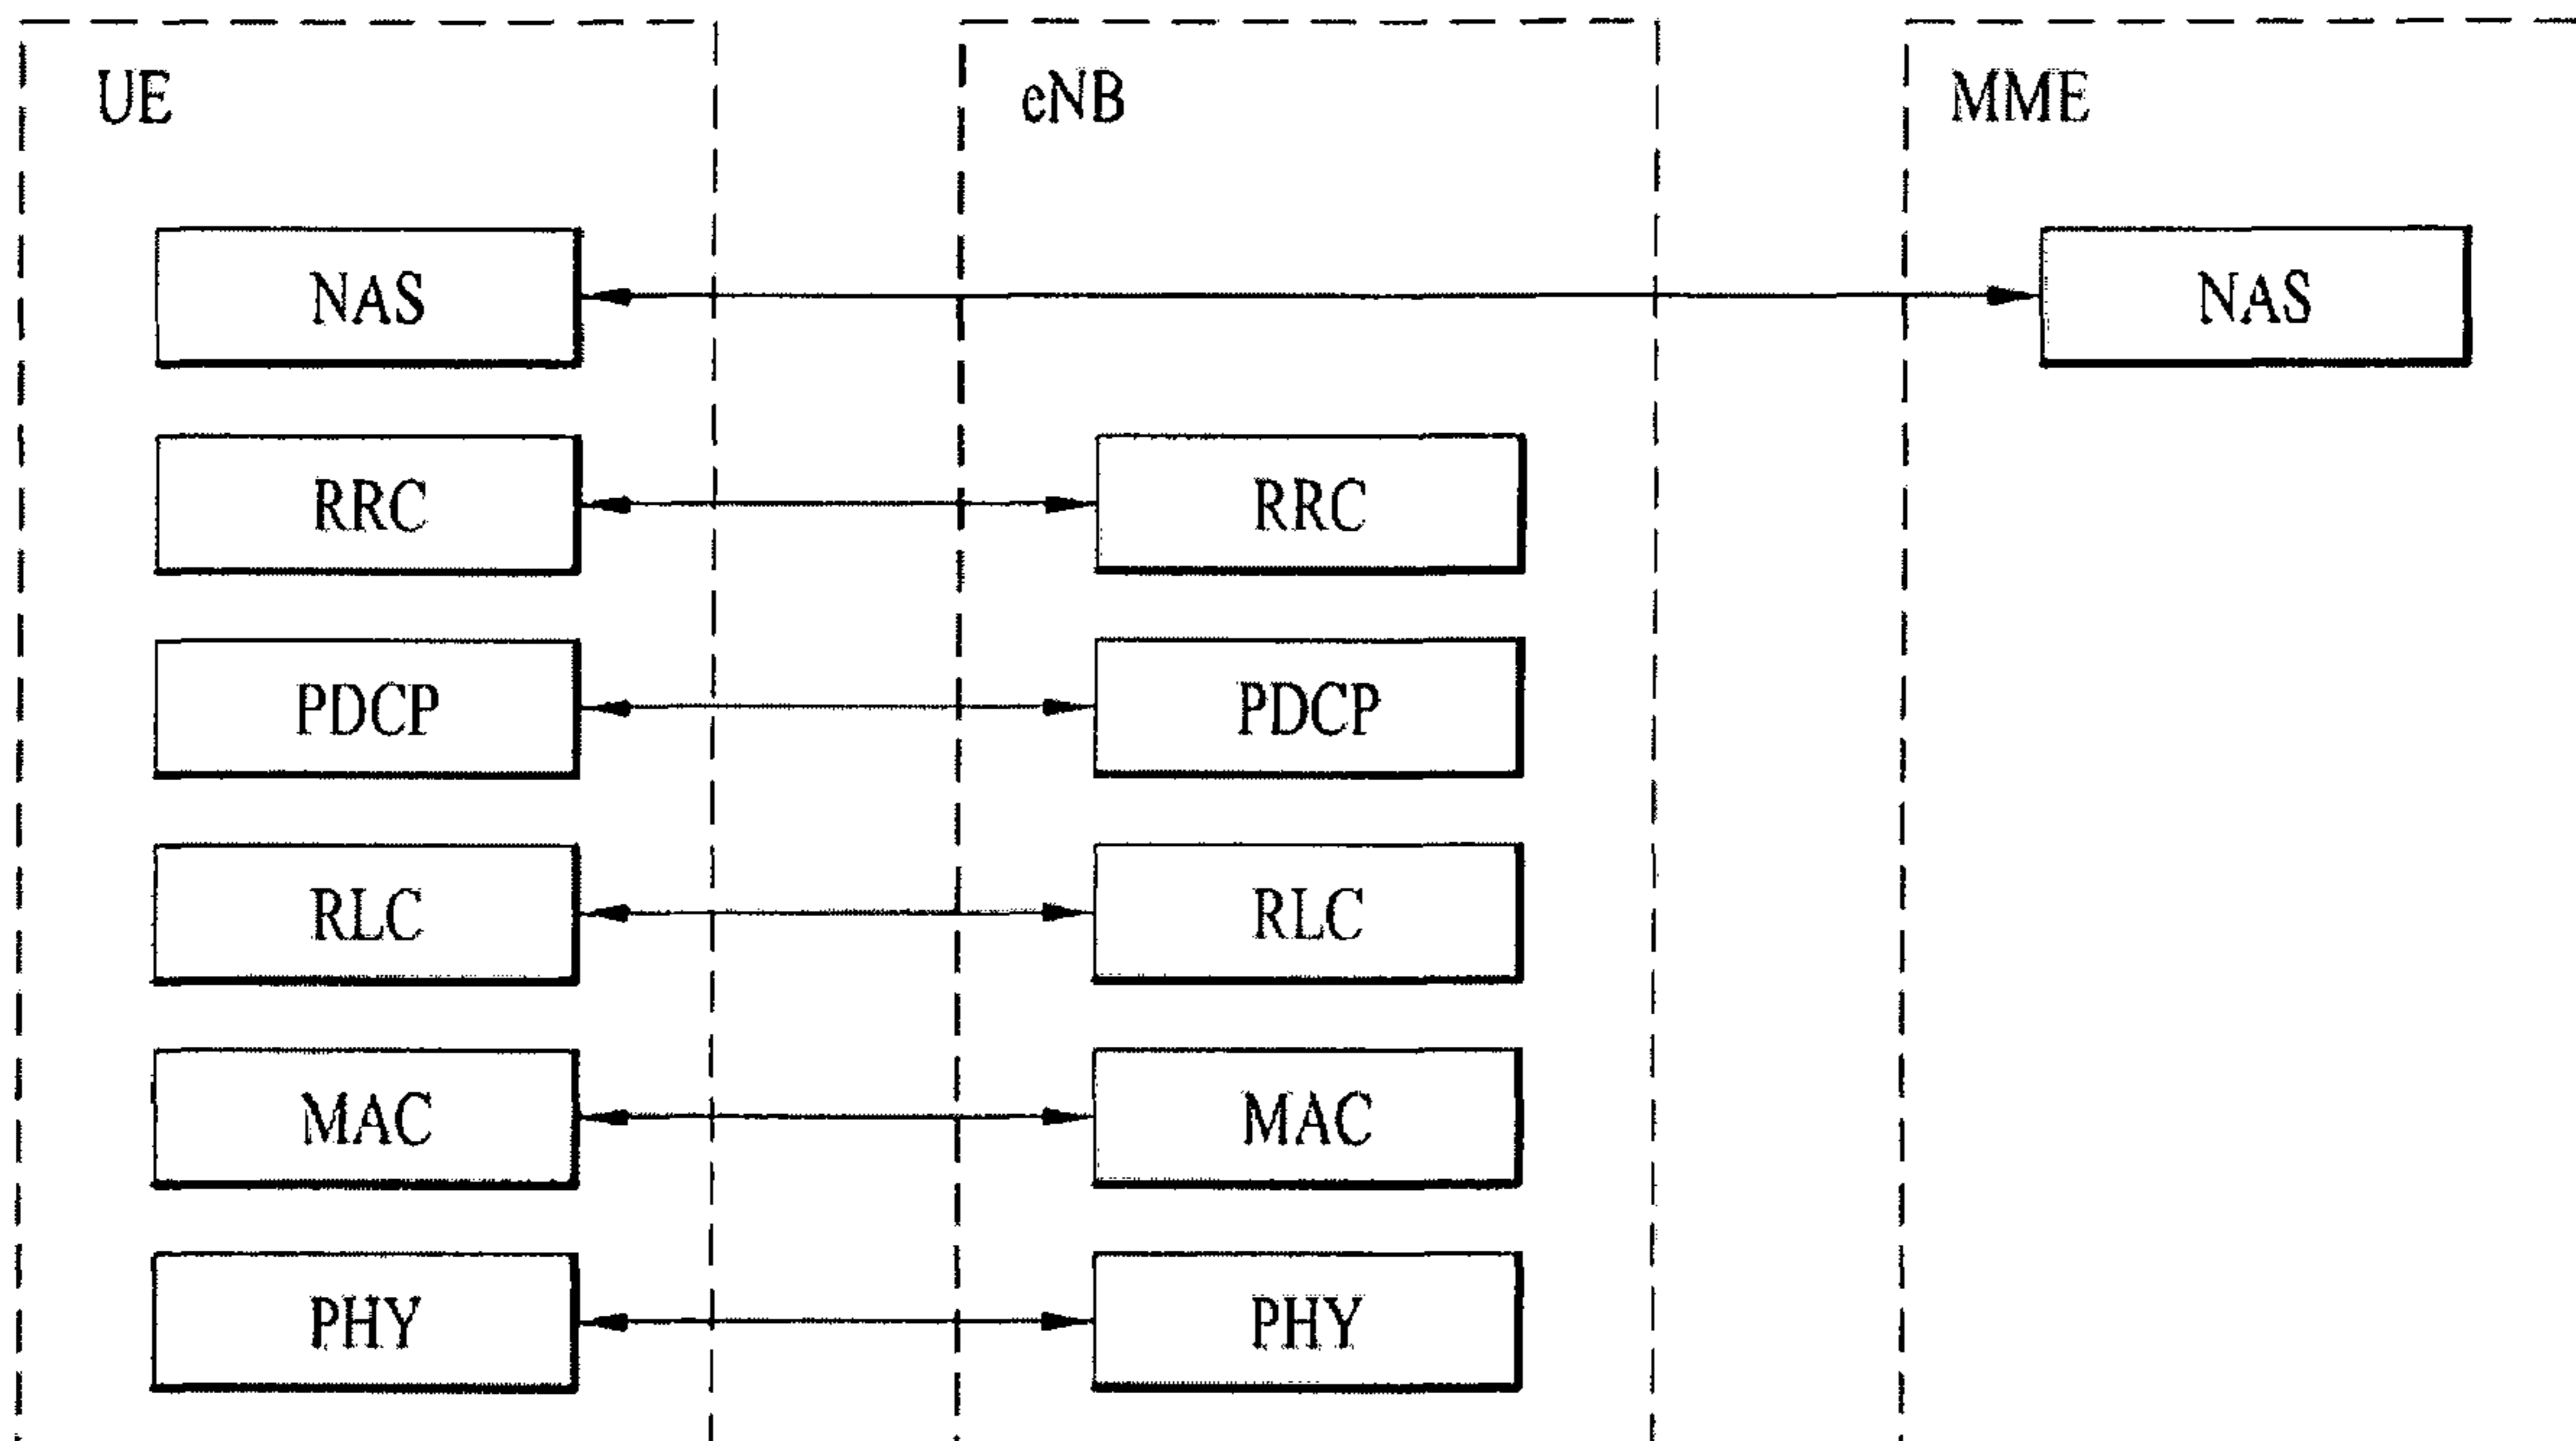 UE eNB MME
NAS NAS
RRC RRC
PDCP PDCP
RLC RLC
MAC MAC
PHY PHY